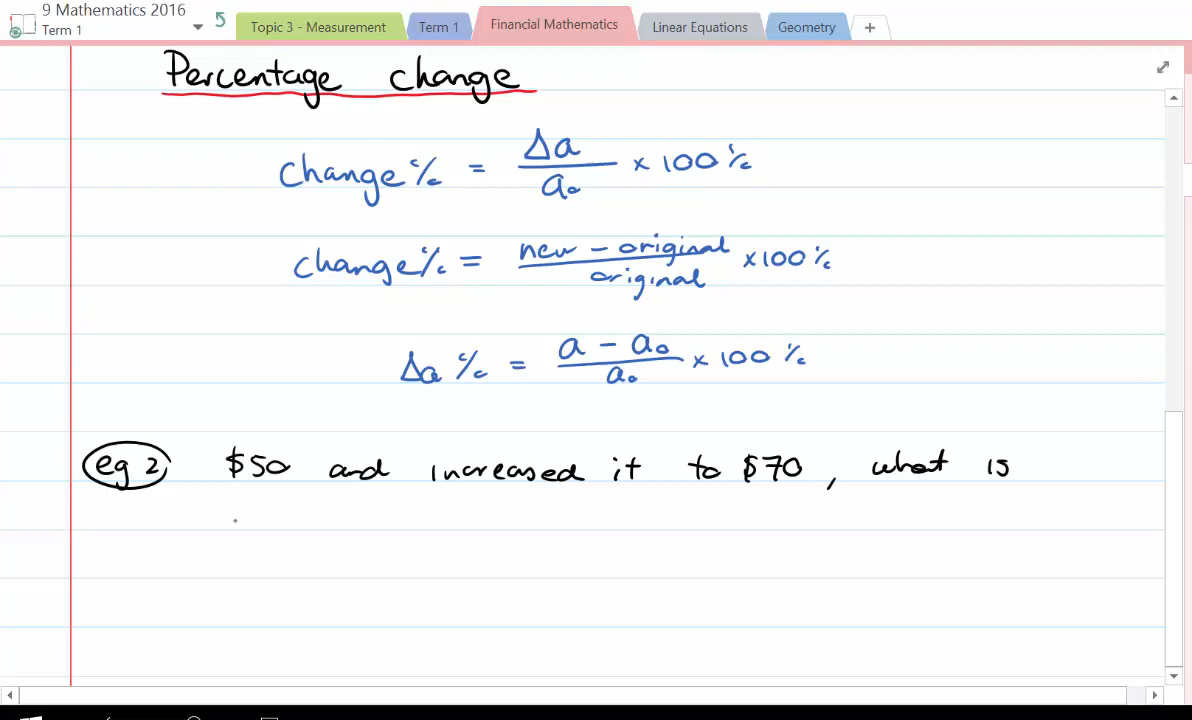 9 Mathematics 2016
Term 1
Topic 3 - Measurement
Term 1
Financial Mathematics
Linear Equations
Geometry
Percentage change
change % = Δa / a₀ × 100 %
change % = new - original / original × 100 %
Δa % = a - a₀ / a₀ × 100 %
eg 2 $50 and increased it to $70, what is